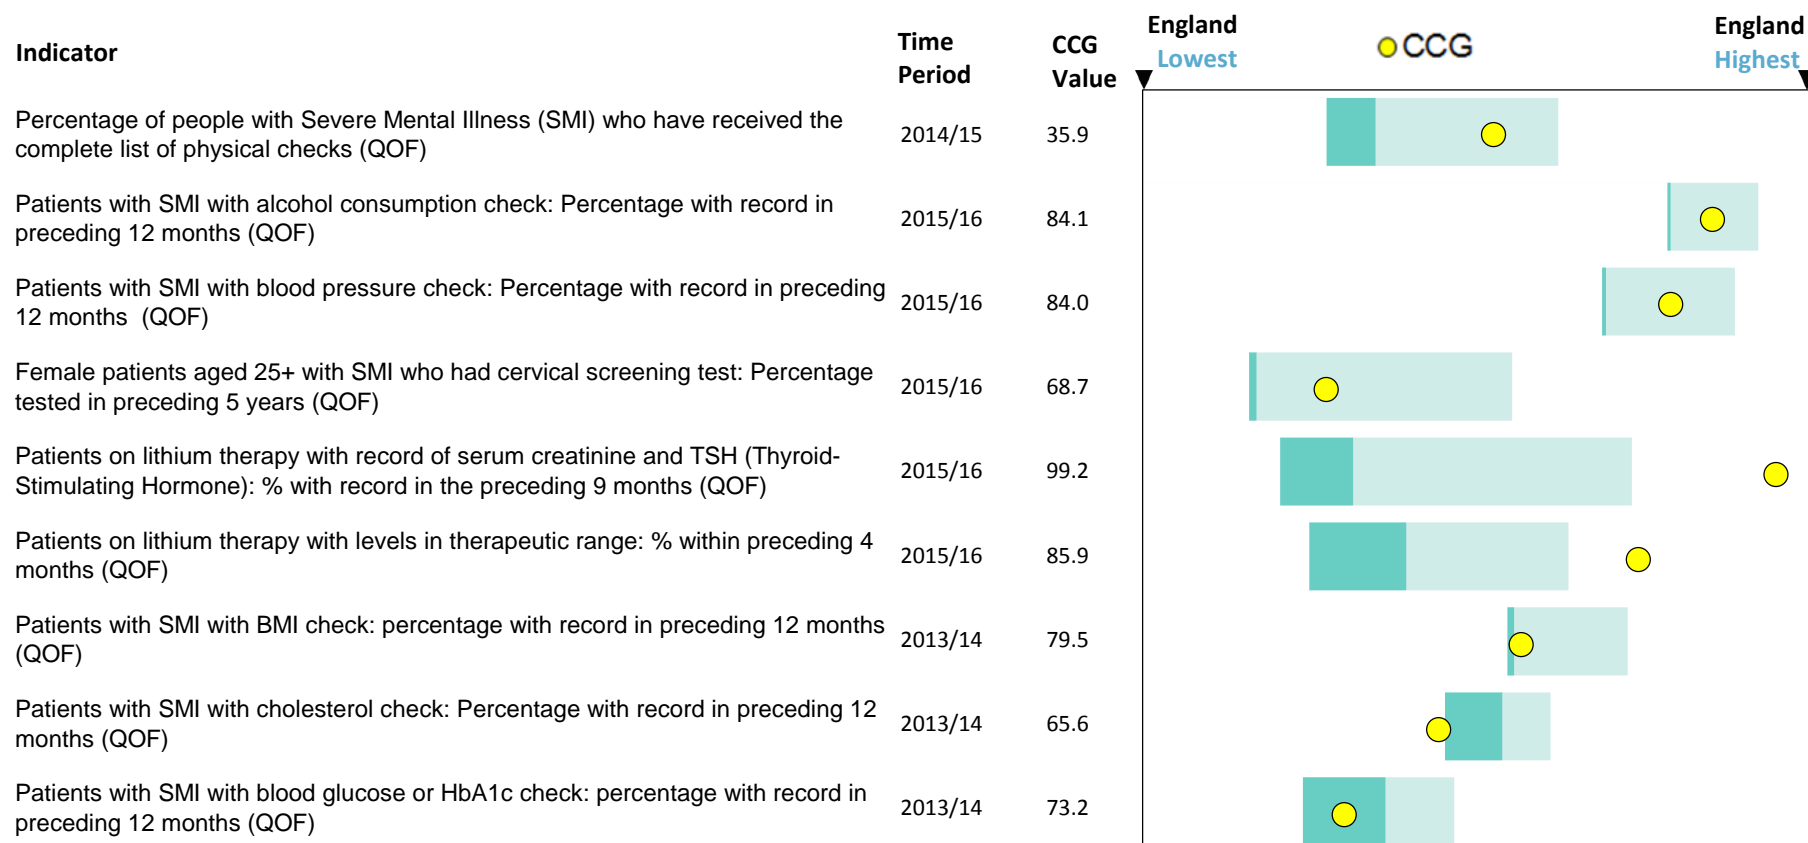 Indicator
Time
Period
CCG
Value
England
Lowest
CCG
England
Highest
Percentage of people with Severe Mental Illness (SMI) who have received the
complete list of physical checks (QOF)
2014/15
35.9
Patients with SMI with alcohol consumption check: Percentage with record in
preceding 12 months (QOF)
2015/16
84.1
Patients with SMI with blood pressure check: Percentage with record in preceding
12 months  (QOF)
2015/16
84.0
Female patients aged 25+ with SMI who had cervical screening test: Percentage
tested in preceding 5 years (QOF)
2015/16
68.7
Patients on lithium therapy with record of serum creatinine and TSH (Thyroid-
Stimulating Hormone): % with record in the preceding 9 months (QOF)
2015/16
99.2
Patients on lithium therapy with levels in therapeutic range: % within preceding 4
months (QOF)
2015/16
85.9
Patients with SMI with BMI check: percentage with record in preceding 12 months
(QOF)
2013/14
79.5
Patients with SMI with cholesterol check: Percentage with record in preceding 12
months (QOF)
2013/14
65.6
Patients with SMI with blood glucose or HbA1c check: percentage with record in
preceding 12 months (QOF)
2013/14
73.2